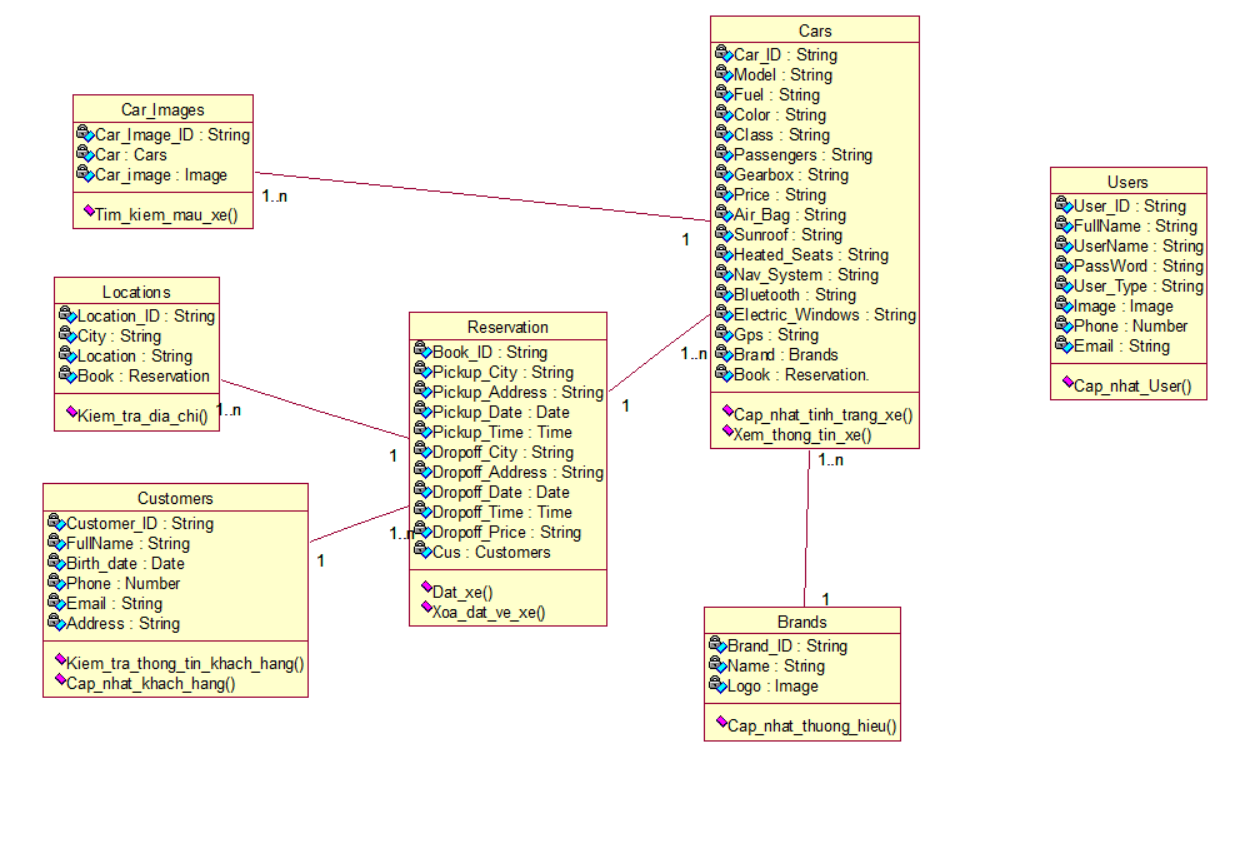 Cars
Car_ID : String
Model : String
Fuel : String
Color : String
Class : String
Passengers : String
Gearbox : String
Price : String
Air_Bag : String
Sunroof : String
Heated_Seats : String
Nav_System : String
Bluetooth : String
Electric_Windows : String
Gps : String
Brand : Brands
Book : Reservation.
Cap_nhat_tinh_trang_xe()
Xem_thong_tin_xe()
Car_Images
Car_Image_ID : String
Car : Cars
Car_image : Image
Tim_kiem_mau_xe()
1..n
1
Users
User_ID : String
FullName : String
UserName : String
PassWord : String
User_Type : String
Image : Image
Phone : Number
Email : String
Cap_nhat_User()
Locations
Location_ID : String
City : String
Location : String
Book : Reservation
Kiem_tra_dia_chi()
1..n
1
Reservation
Book_ID : String
Pickup_City : String
Pickup_Address : String
Pickup_Date : Date
Pickup_Time : Time
Dropoff_City : String
Dropoff_Address : String
Dropoff_Date : Date
Dropoff_Time : Time
Dropoff_Price : String
Cus : Customers
Dat_xe()
Xoa_dat_ve_xe()
1..n
1
Customers
Customer_ID : String
FullName : String
Birth_date : Date
Phone : Number
Email : String
Address : String
Kiem_tra_thong_tin_khach_hang()
Cap_nhat_khach_hang()
1..n
1
1..n
1
Brands
Brand_ID : String
Name : String
Logo : Image
Cap_nhat_thuong_hieu()